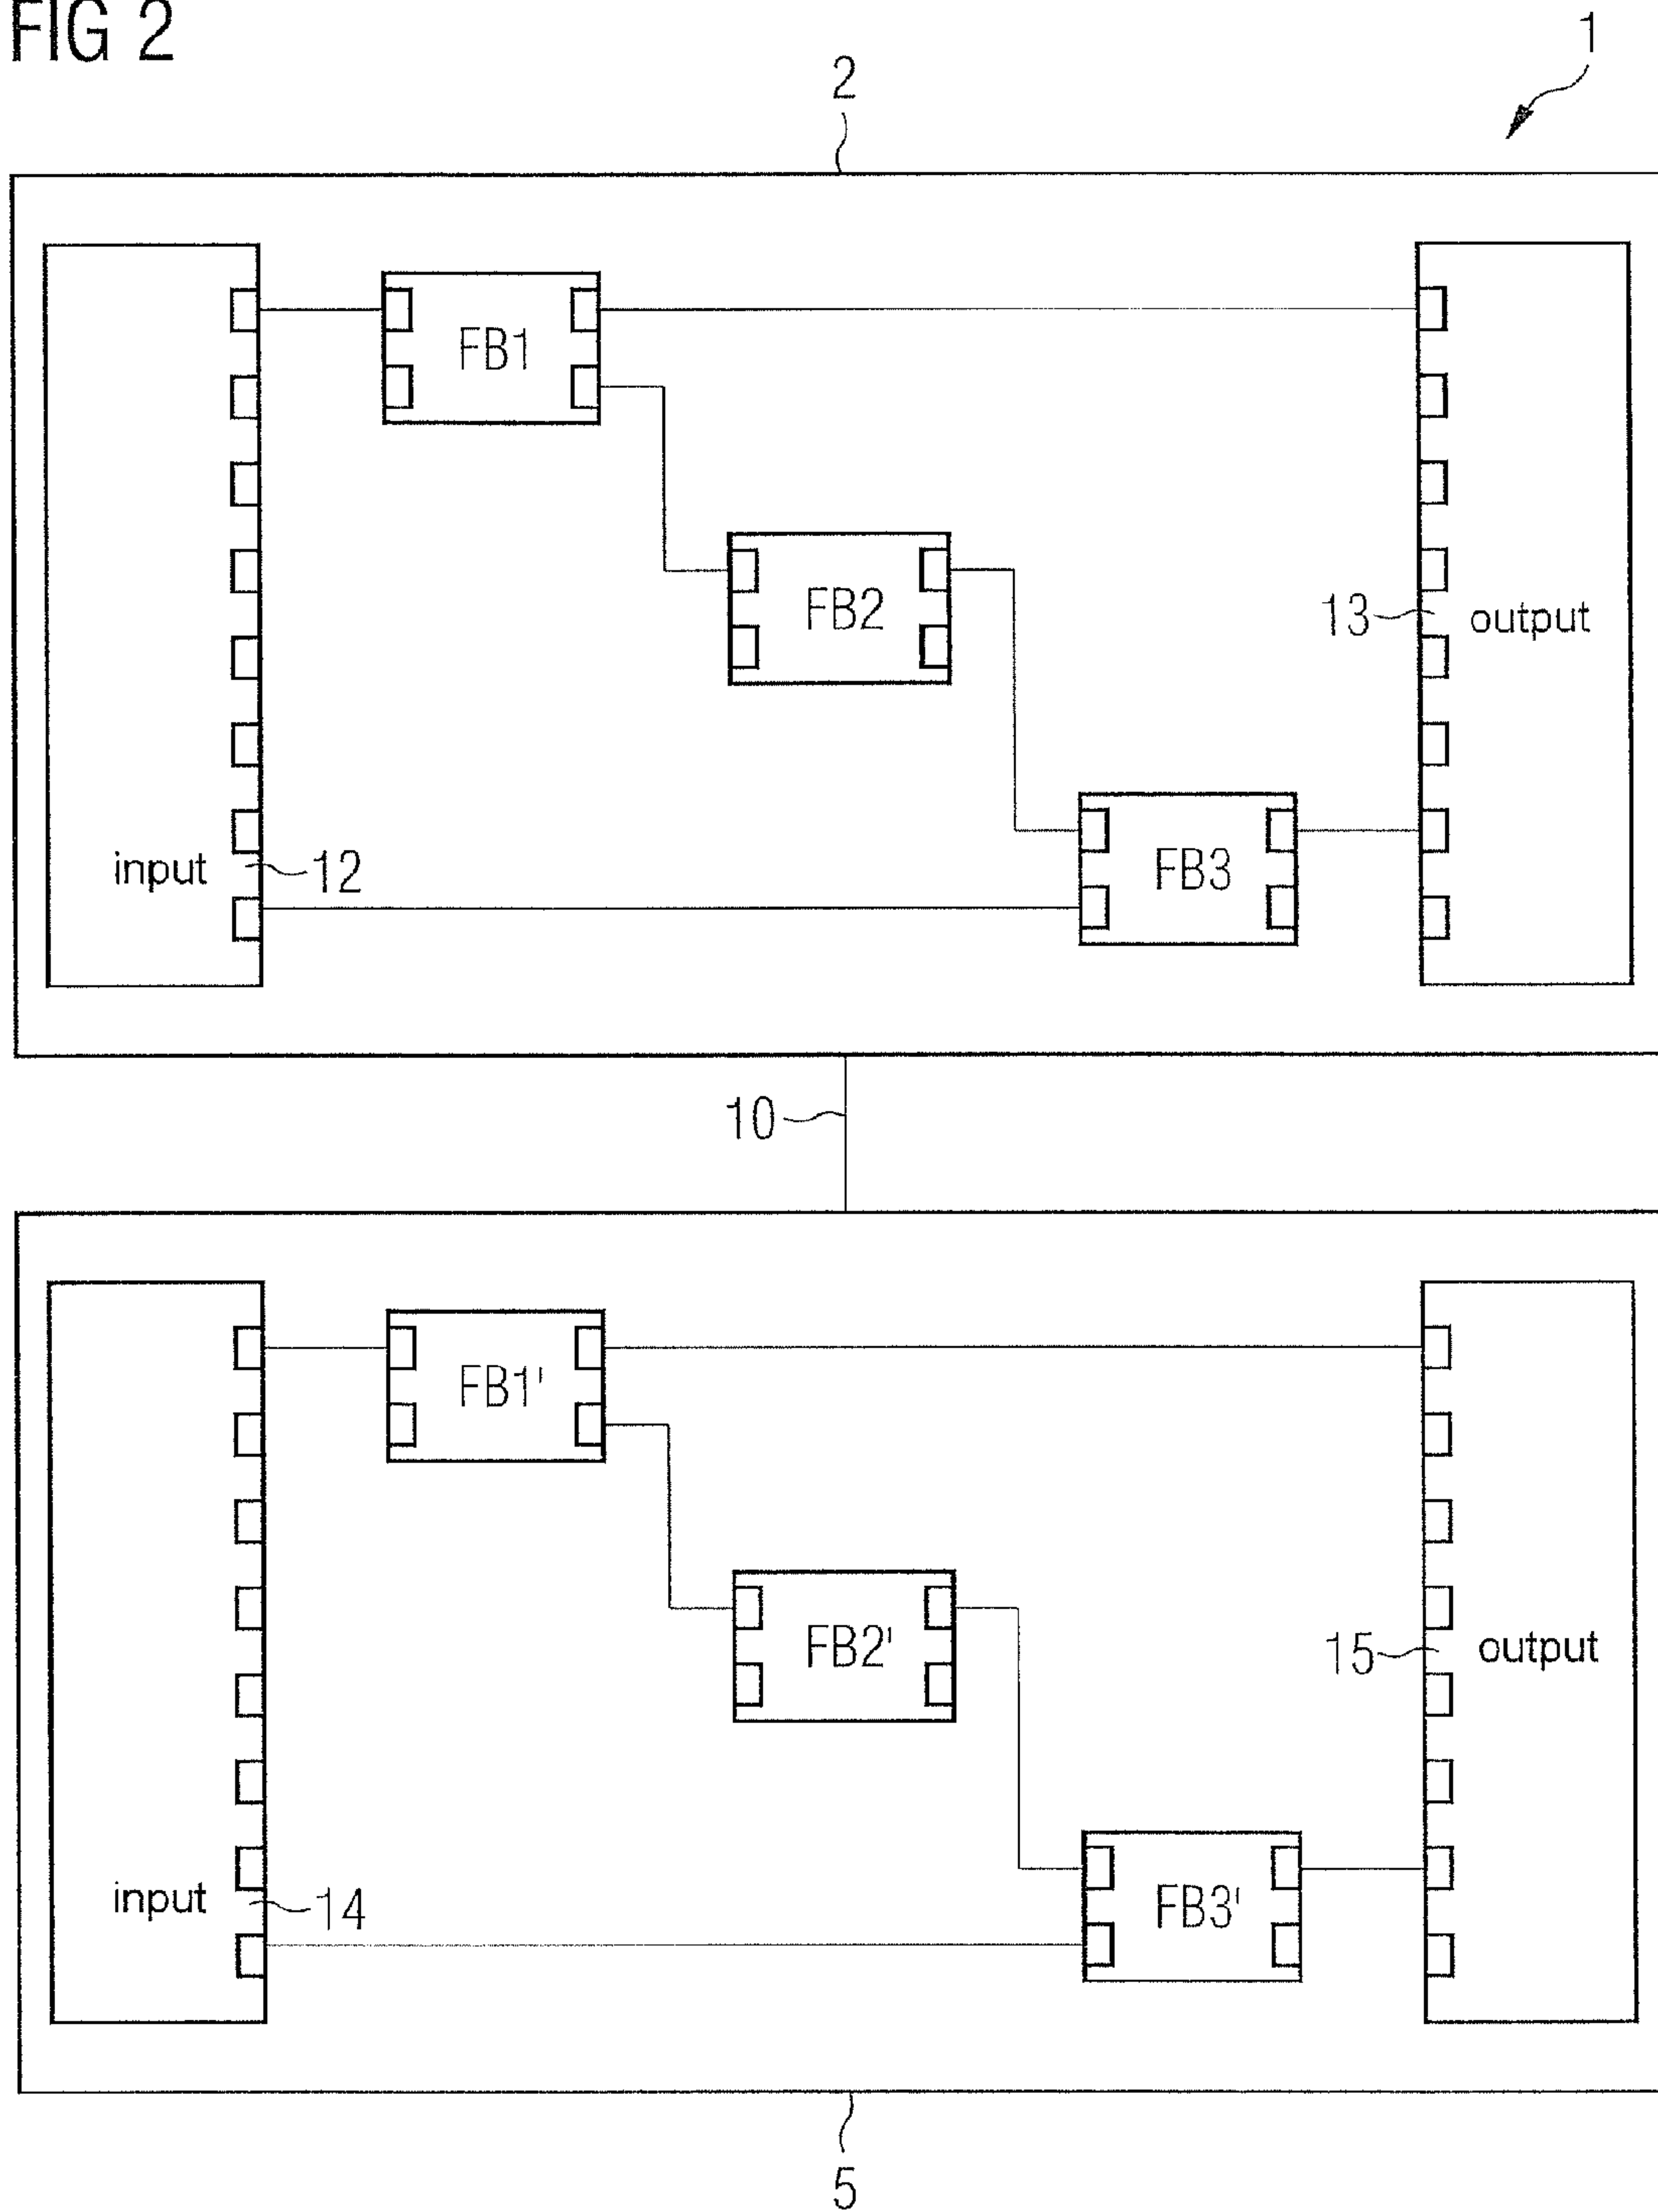 FIG 2
1
2
FB1
FB2
13
output
input
12
FB3
10
FB1'
FB2'
15
output
input
14
FB3'
5